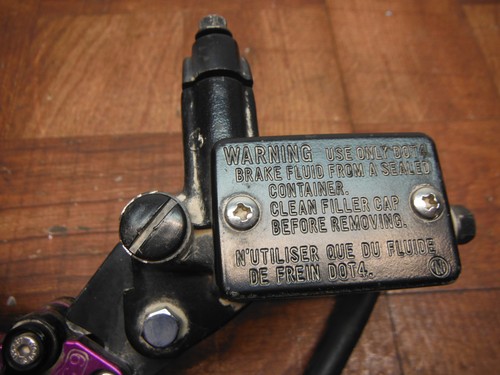 WARNING USE ONLY DOT4
BRAKE FLUID FROM A SEALED
CONTAINER.
CLEAN FILLER CAP
BEFORE REMOVING.
N'UTILISER QUE DU FLUIDE
DE FREIN DOT4.